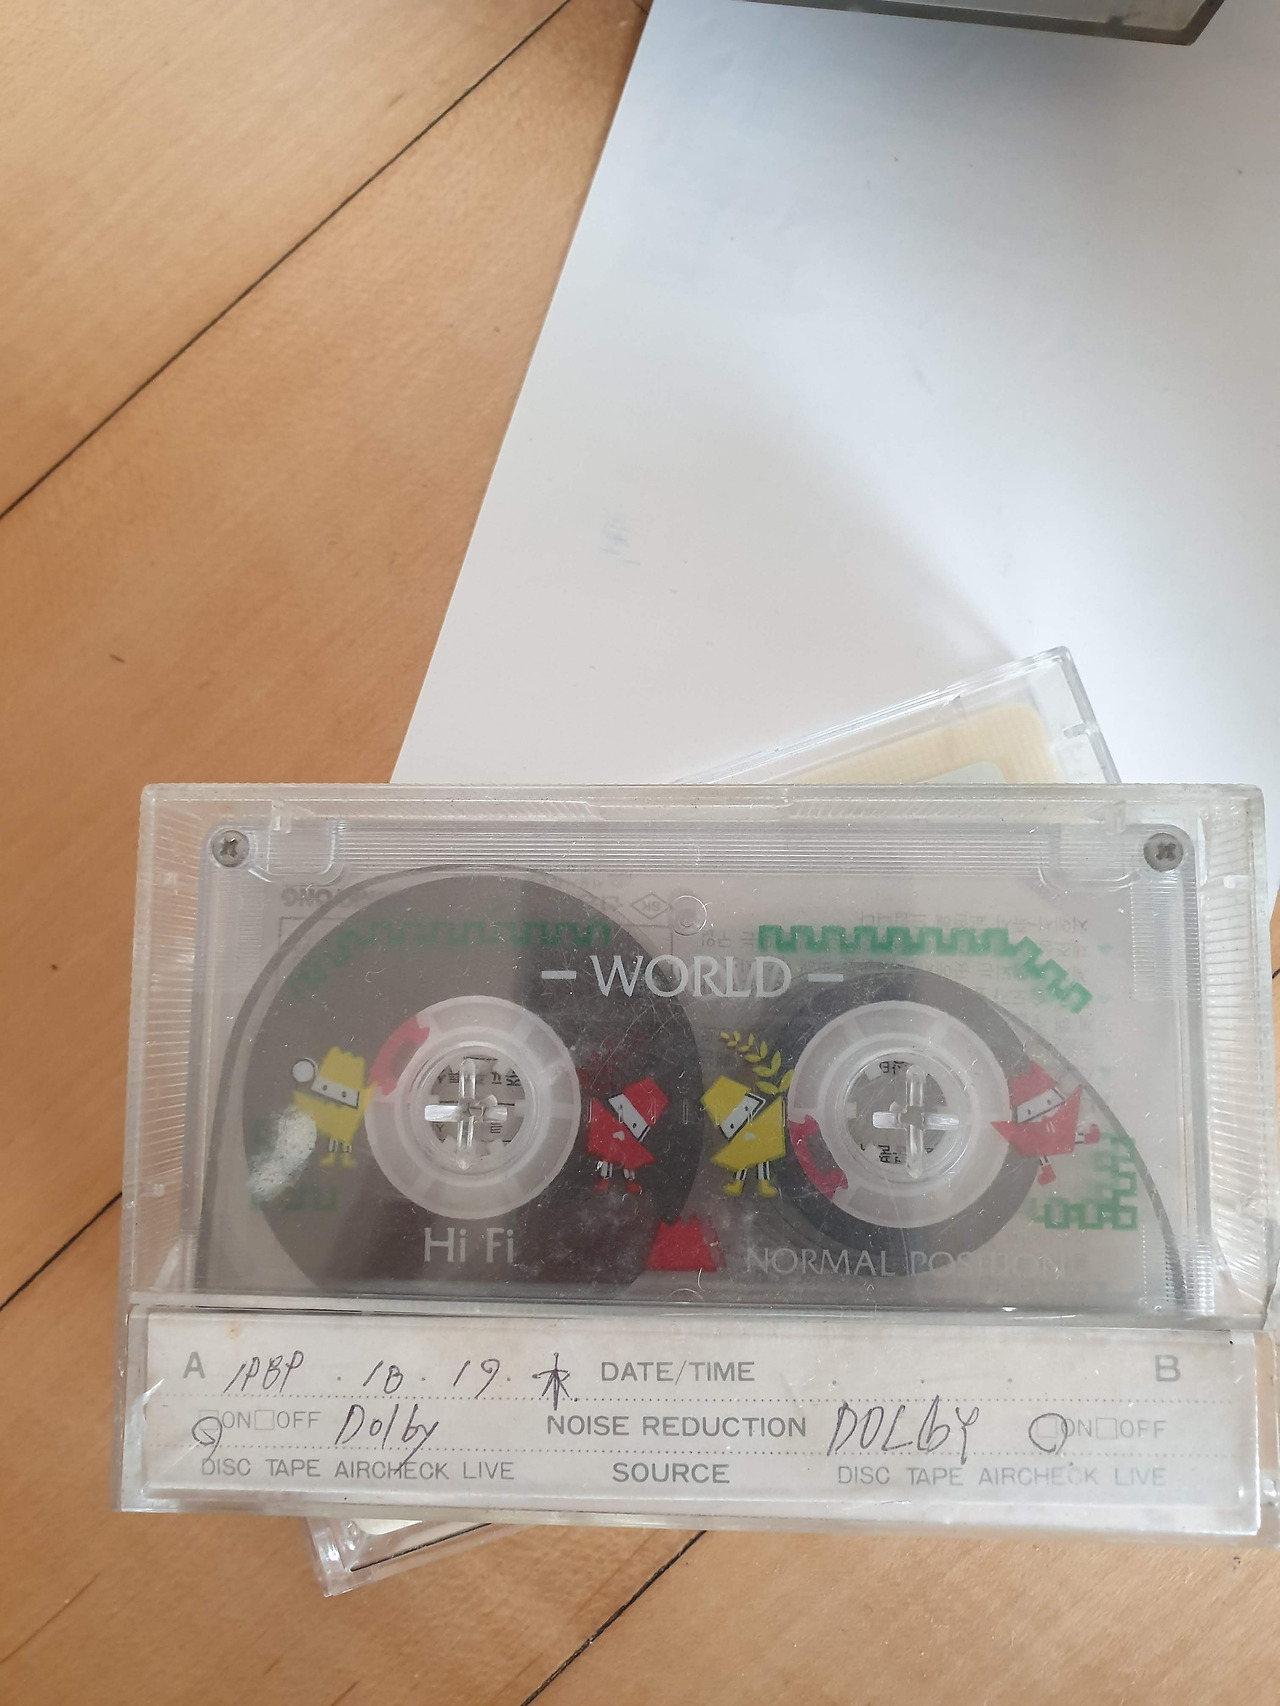 — WORLD —
Hi Fi
NORMAL POSITION
A 10.19.木 DATE/TIME B
ON OFF Dolby NOISE REDUCTION DOLBY ON OFF
DISC TAPE AIRCHECK LIVE SOURCE DISC TAPE AIRCHECK LIVE